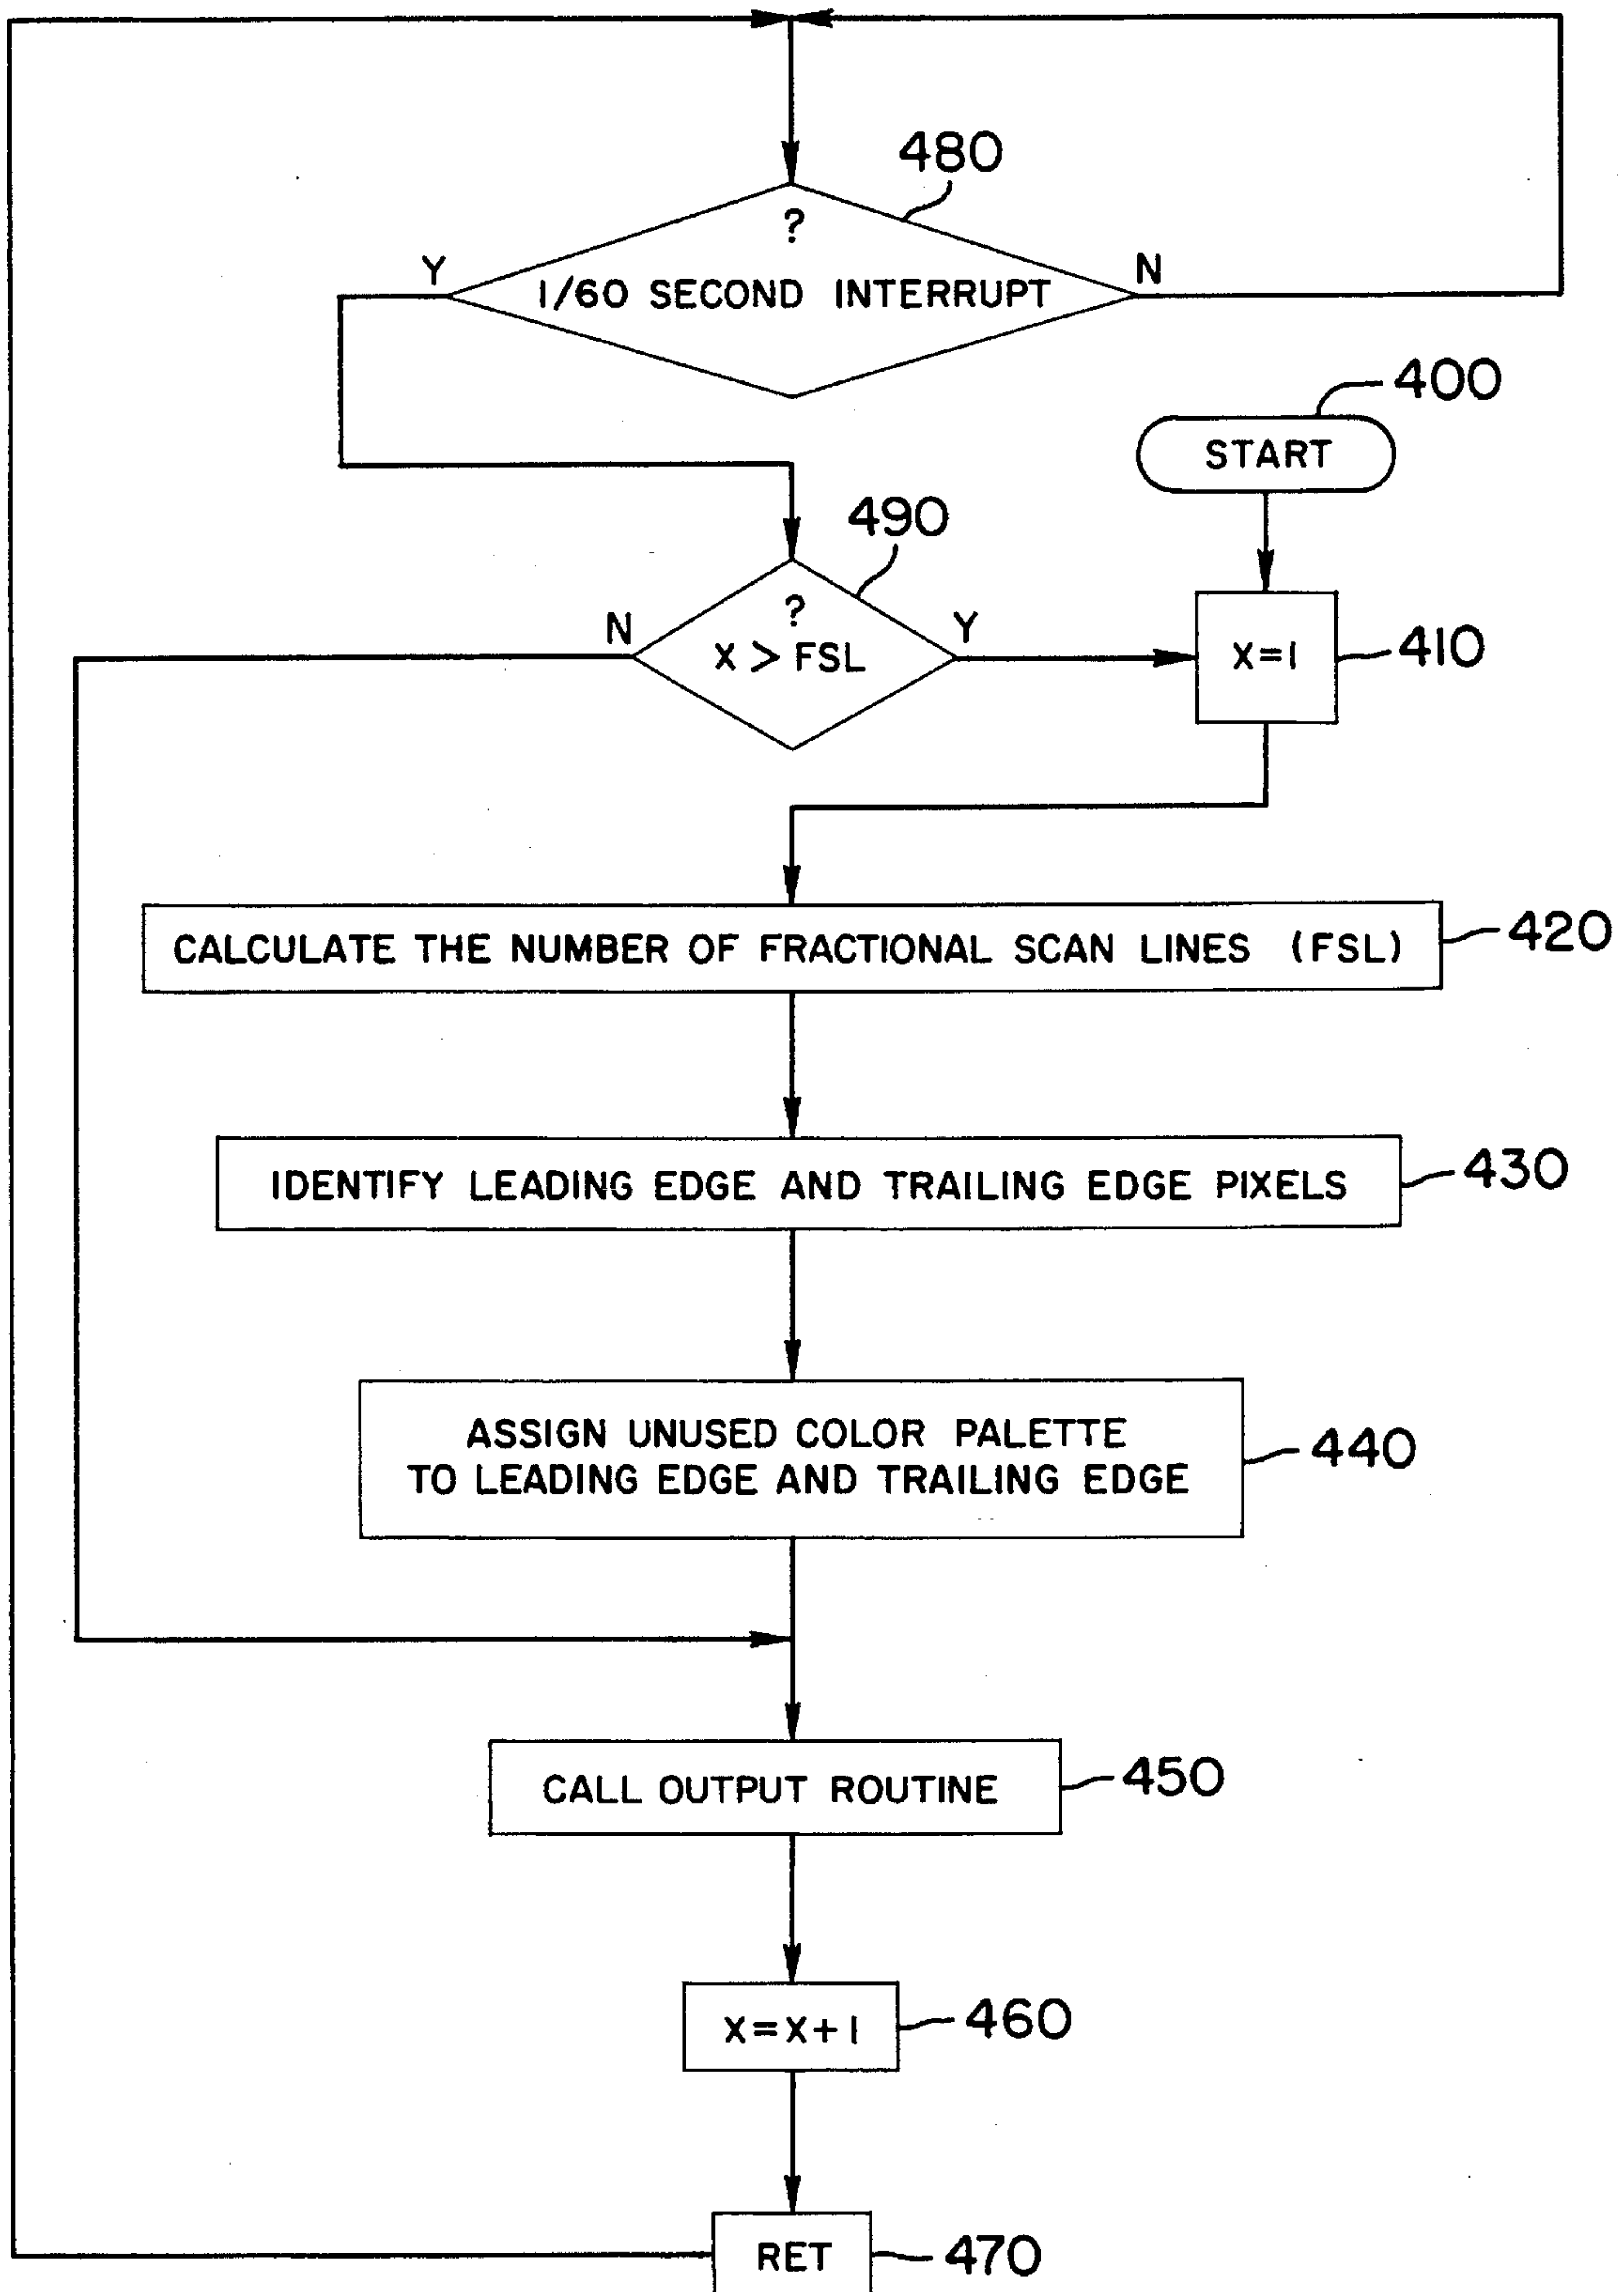 480
?
Y
N
1/60 SECOND INTERRUPT
400
START
490
?
N
Y
X > FSL
X=1
410
CALCULATE THE NUMBER OF FRACTIONAL SCAN LINES (FSL)
420
IDENTIFY LEADING EDGE AND TRAILING EDGE PIXELS
430
ASSIGN UNUSED COLOR PALETTE
TO LEADING EDGE AND TRAILING EDGE
440
CALL OUTPUT ROUTINE
450
X=X+1
460
RET
470